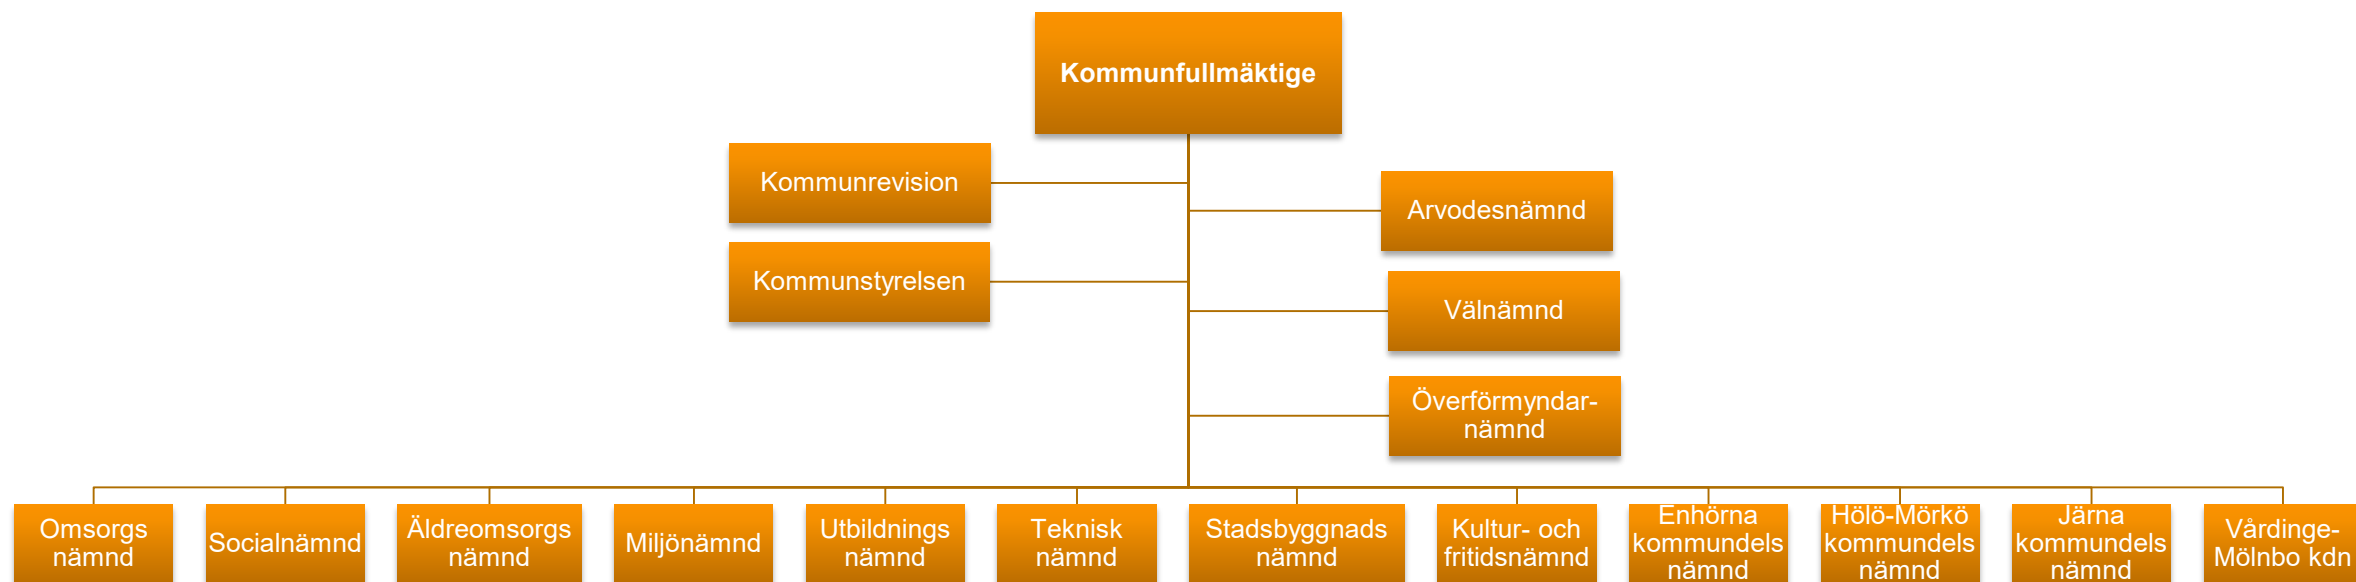 Kommunfullmäktige
Kommunrevision
Arvodesnämnd
Kommunstyrelsen
Välnämnd
Överförmyndar-
nämnd
Omsorgs
nämnd
Socialnämnd
Äldreomsorgs
nämnd
Miljönämnd
Utbildnings
nämnd
Teknisk
nämnd
Stadsbyggnads
nämnd
Kultur- och
fritidsnämnd
Enhörna
kommundels
nämnd
Hölö-Mörkö
kommundels
nämnd
Järna
kommundels
nämnd
Vårdinge-
Mölnbo kdn